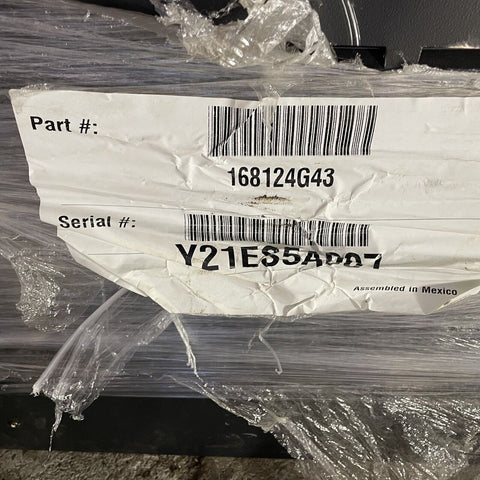 Part #:
168124G43
Serial #:
Assembled in Mexico